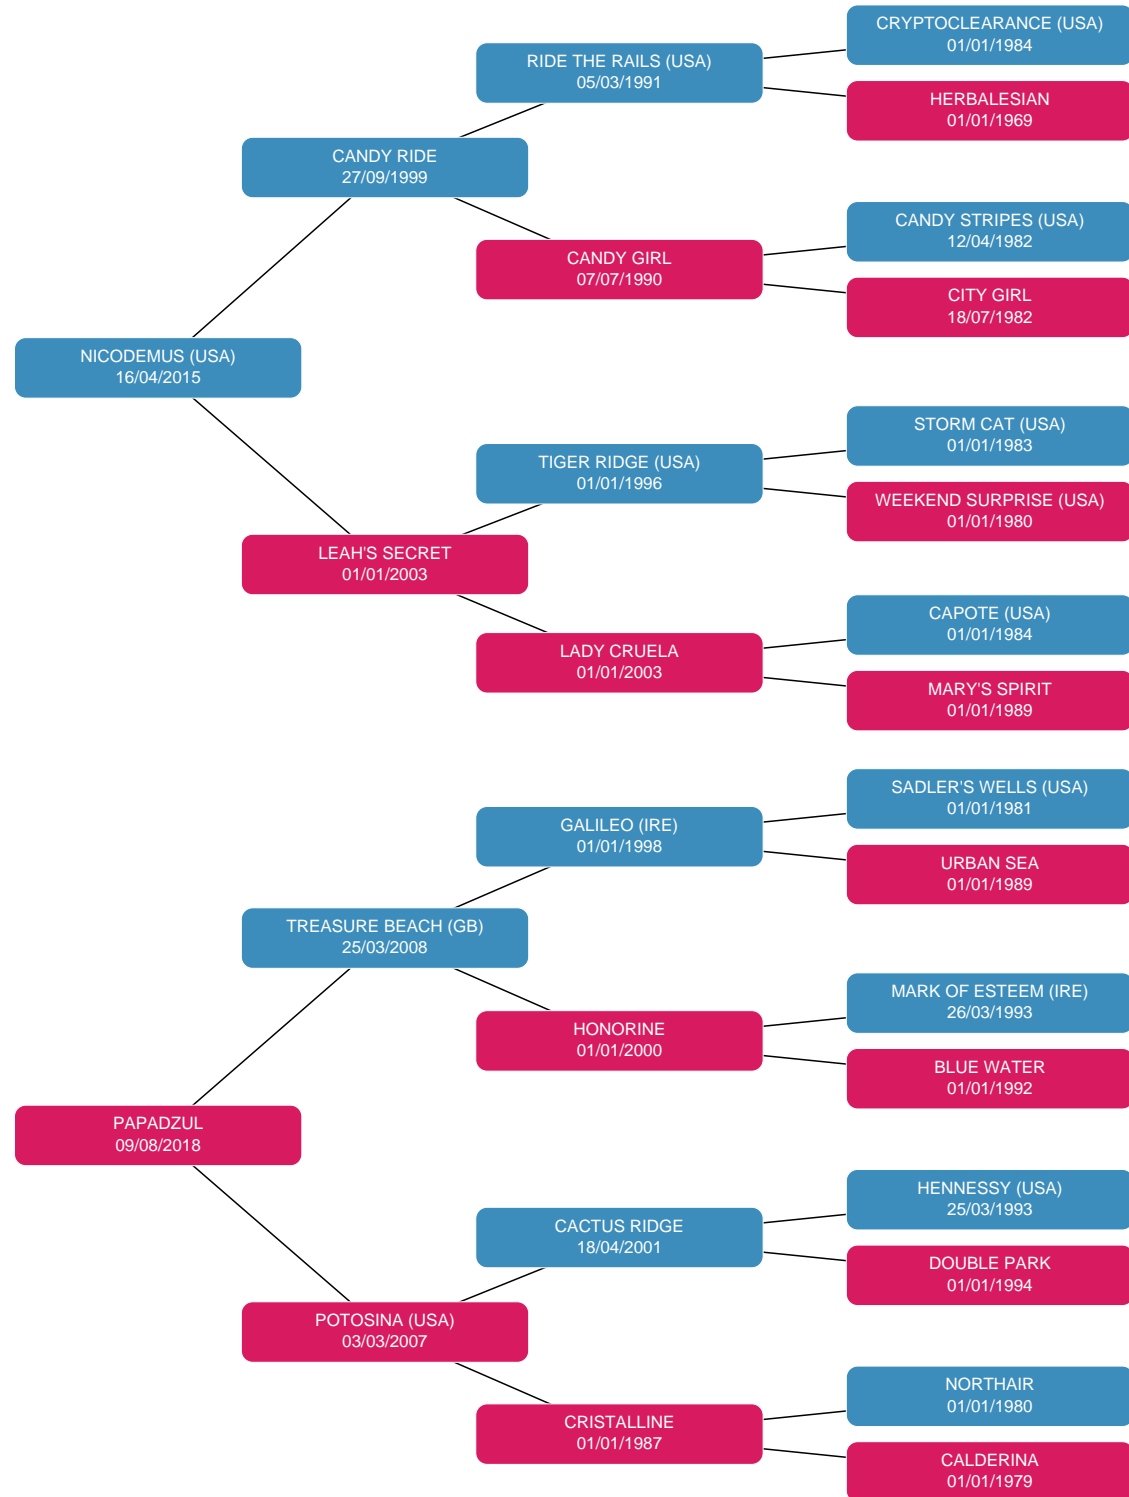 CRYPTOCLEARANCE (USA)
01/01/1984
RIDE THE RAILS (USA)
05/03/1991
HERBALESIAN
01/01/1969
CANDY RIDE
27/09/1999
CANDY STRIPES (USA)
12/04/1982
CANDY GIRL
07/07/1990
CITY GIRL
18/07/1982
NICODEMUS (USA)
16/04/2015
STORM CAT (USA)
01/01/1983
TIGER RIDGE (USA)
01/01/1996
WEEKEND SURPRISE (USA)
01/01/1980
LEAH'S SECRET
01/01/2003
CAPOTE (USA)
01/01/1984
LADY CRUELA
01/01/2003
MARY'S SPIRIT
01/01/1989
SADLER'S WELLS (USA)
01/01/1981
GALILEO (IRE)
01/01/1998
URBAN SEA
01/01/1989
TREASURE BEACH (GB)
25/03/2008
MARK OF ESTEEM (IRE)
26/03/1993
HONORINE
01/01/2000
BLUE WATER
01/01/1992
PAPADZUL
09/08/2018
HENNESSY (USA)
25/03/1993
CACTUS RIDGE
18/04/2001
DOUBLE PARK
01/01/1994
POTOSINA (USA)
03/03/2007
NORTHAIR
01/01/1980
CRISTALLINE
01/01/1987
CALDERINA
01/01/1979